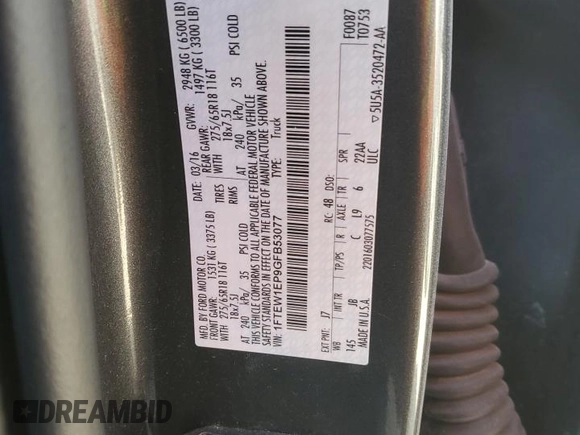 MFD. BY FORD MOTOR CO.
DATE: 03/16
GVWR: 2948 KG ( 6500 LB)
FRONT GAWR: 1531 KG ( 3375 LB)
REAR GAWR: 1497 KG ( 3300 LB)
WITH 275/65R18 116T TIRES
WITH 275/65R18 116T
18x7.5J RIMS
18x7.5J
AT 240 kPa/ 35 PSI COLD
AT 240 kPa/ 35 PSI COLD
THIS VEHICLE CONFORMS TO ALL APPLICABLE FEDERAL MOTOR VEHICLE
SAFETY STANDARDS IN EFFECT ON THE DATE OF MANUFACTURE SHOWN ABOVE.
VIN: 1FTEW1EP9GFB53077
TYPE: Truck
F0087
T0753
EXT PNT: J7 RC: 48 DSO:
WB INT TR TP/PS R AXLE TR SPR
145 JB C L9 6 22AA
ULC
MADE IN U.S.A. 2201603077575
5U5A-3520472-AA
DREAMBID